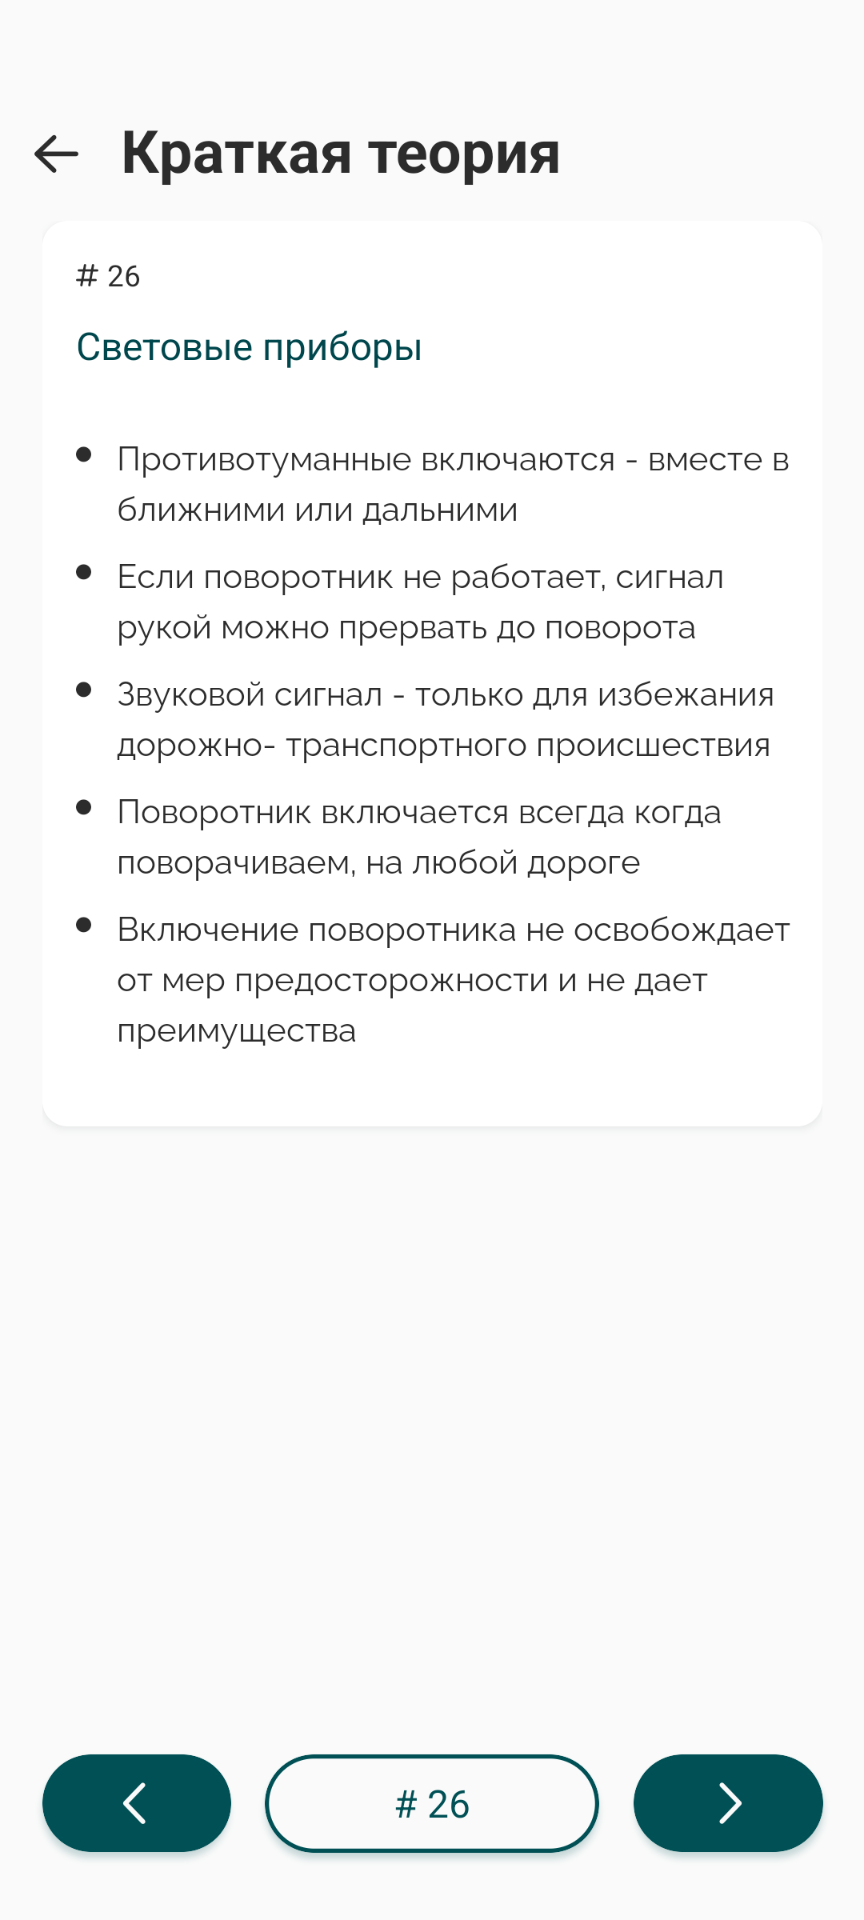 Краткая теория
# 26
Световые приборы
Противотуманные включаются - вместе в
ближними или дальними
Если поворотник не работает, сигнал
рукой можно прервать до поворота
Звуковой сигнал - только для избежания
дорожно- транспортного происшествия
Поворотник включается всегда когда
поворачиваем, на любой дороге
Включение поворотника не освобождает
от мер предосторожности и не дает
преимущества
# 26